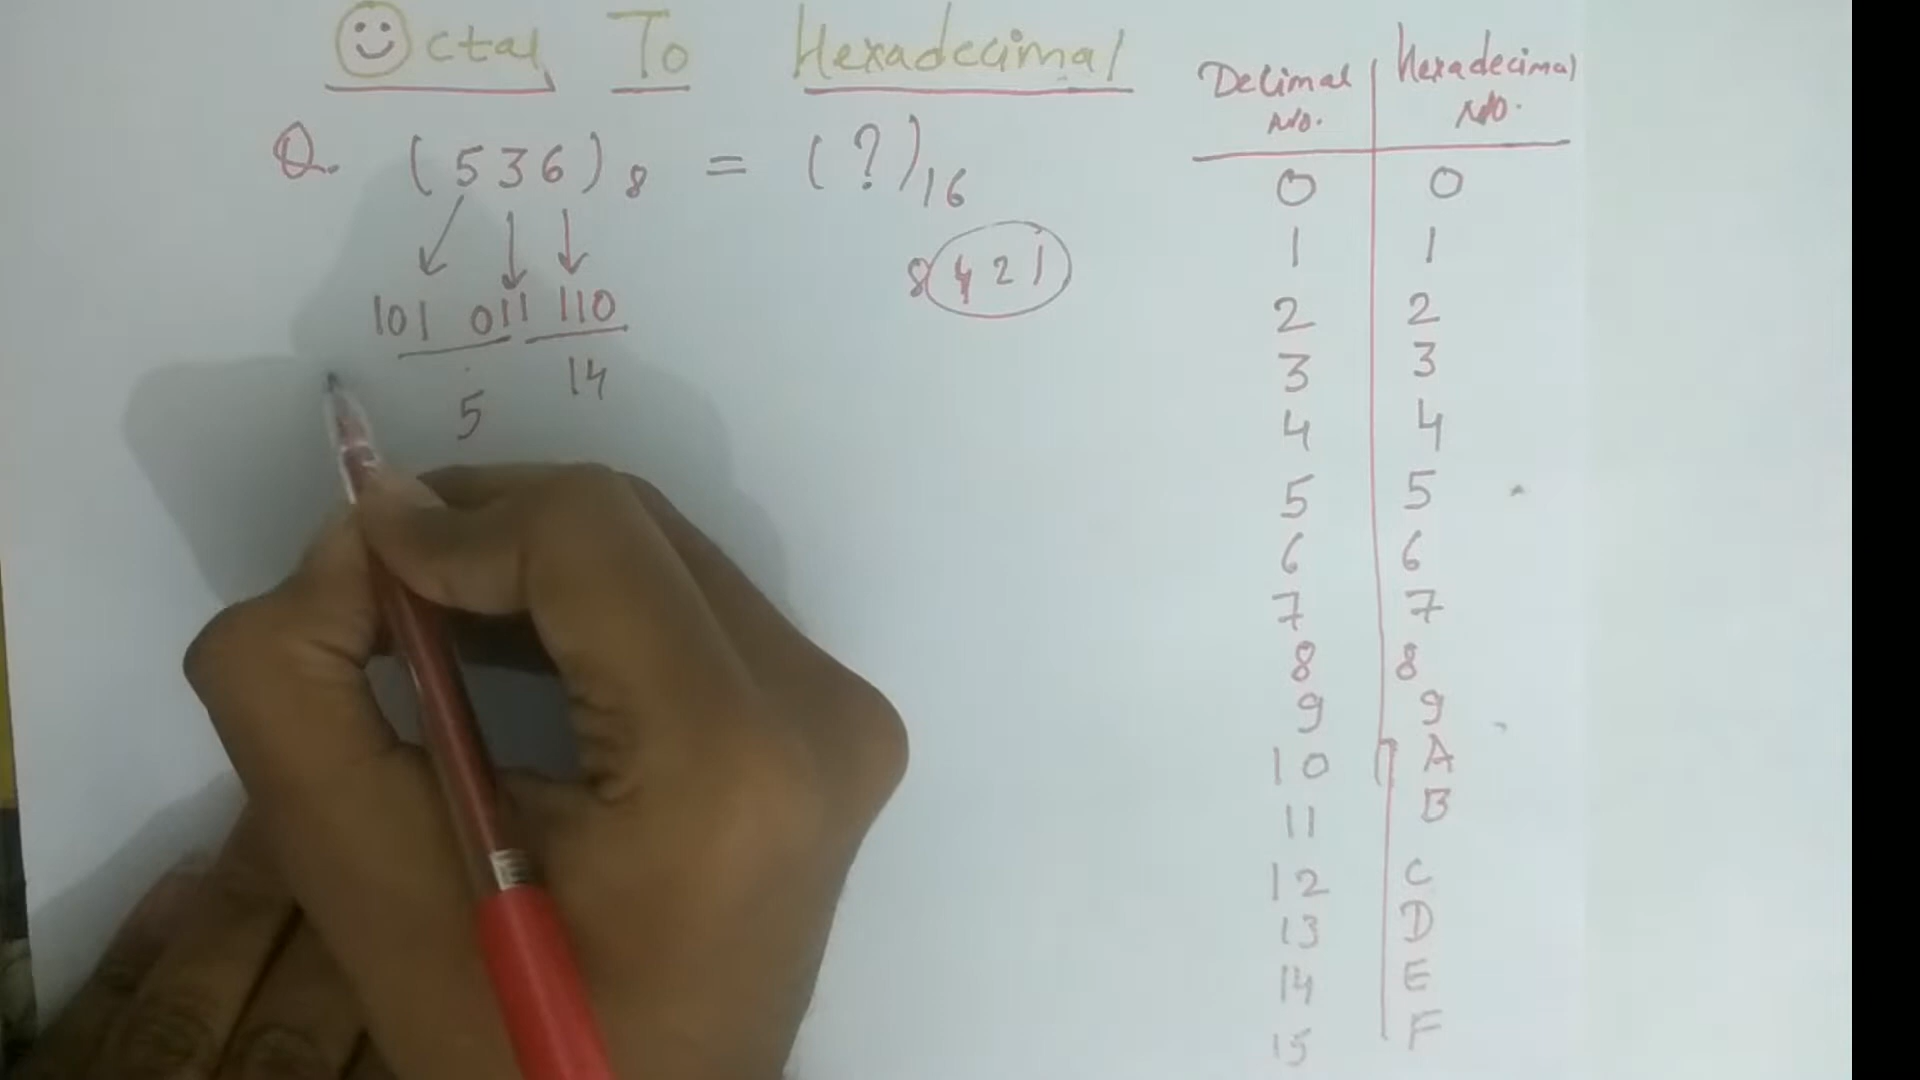 Octal To Hexadecimal
Q. (536)8 = (?)16
8 4 2 1
101 011 110
5 14
Decimal No. Hexadecimal No.
0 0
1 1
2 2
3 3
4 4
5 5
6 6
7 7
8 8
9 9
10 A
11 B
12 C
13 D
14 E
15 F